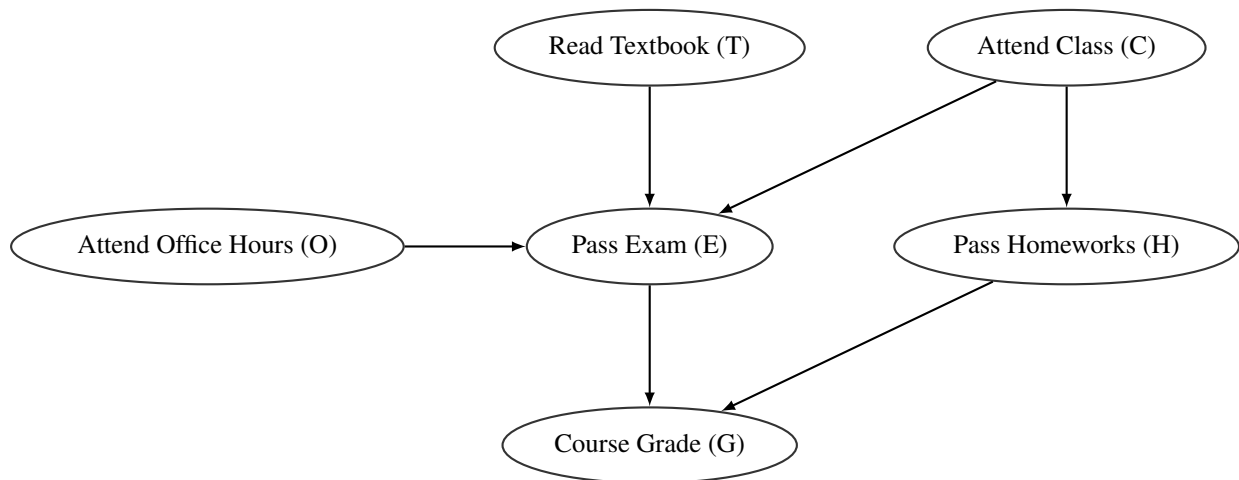 Read Textbook (T)
Attend Class (C)
Attend Office Hours (O)
Pass Exam (E)
Pass Homeworks (H)
Course Grade (G)